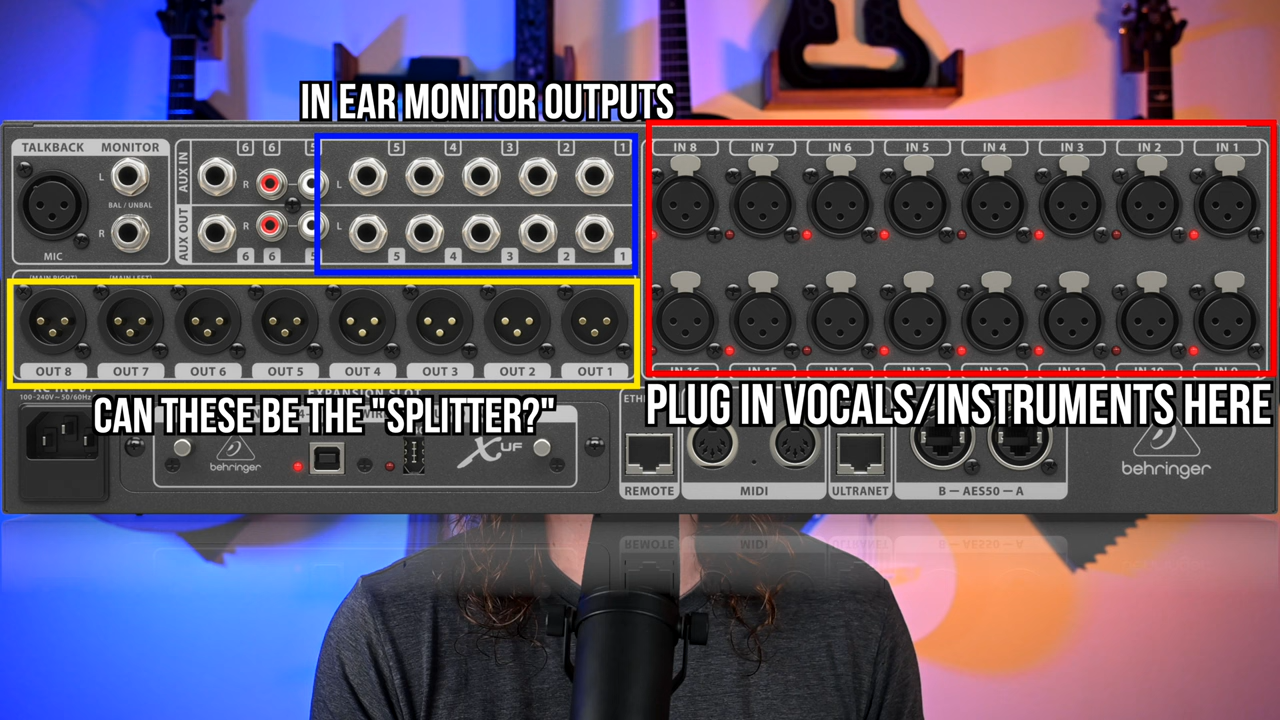 IN EAR MONITOR OUTPUTS
TALKBACK MONITOR
AUX IN 6 6 5 5 4 3 2 1
L R L
BAL / UNBAL
AUX OUT
R R L
MIC
6 6 5 5 4 3 2 1
IN 8 IN 7 IN 6 IN 5 IN 4 IN 3 IN 2 IN 1
(MAIN RIGHT) (MAIN LEFT)
OUT 8 OUT 7 OUT 6 OUT 5 OUT 4 OUT 3 OUT 2 OUT 1
AC INPUT
100-240V~50/60Hz
EXPANSION SLOT
CAN THESE BE THE "SPLITTER?"
PLUG IN VOCALS/INSTRUMENTS HERE
behringer
X UF
behringer
REMOTE MIDI ULTRANET B — AES50 — A